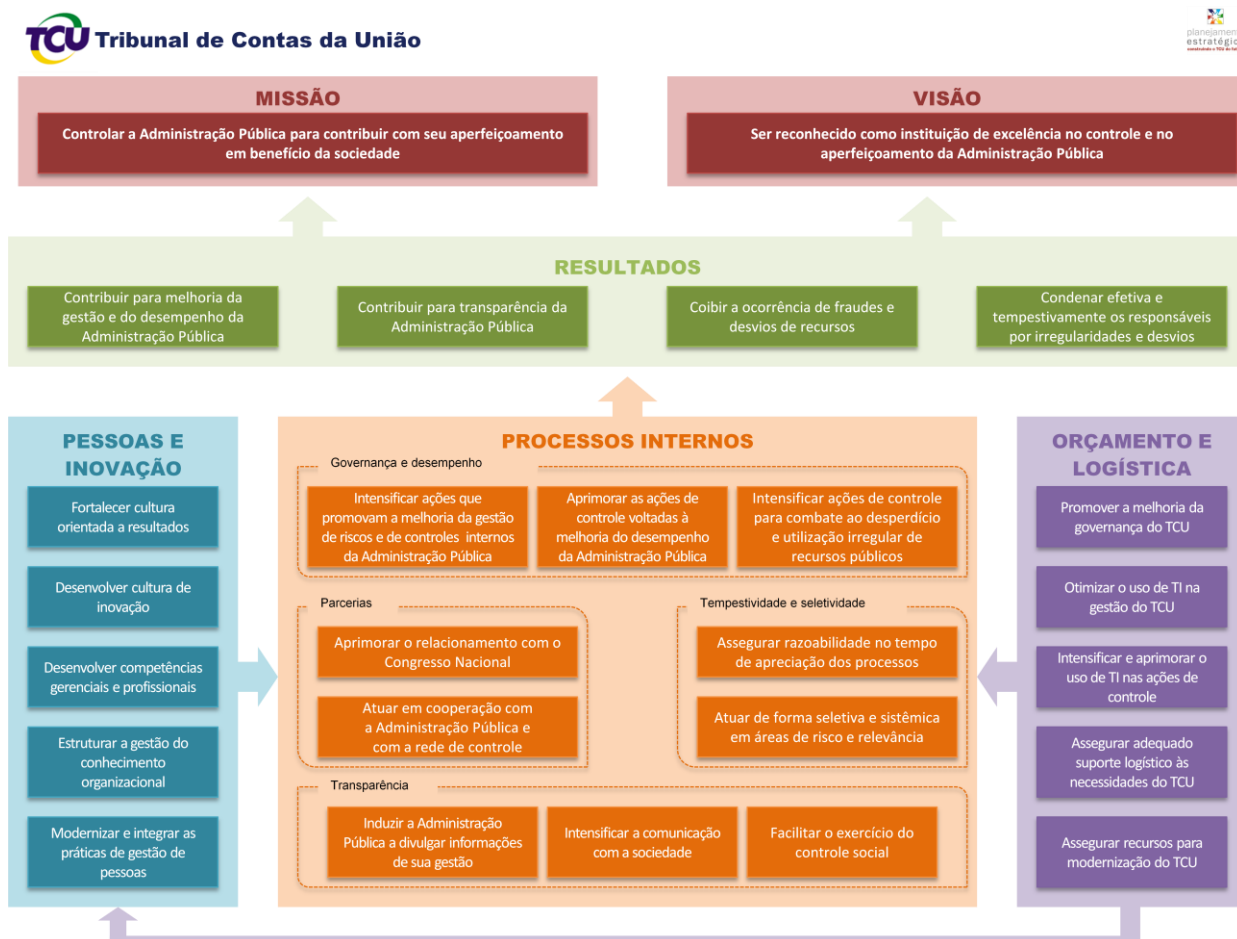 TCU Tribunal de Contas da União
planejament
estratégic
MISSÃO
Controlar a Administração Pública para contribuir com seu aperfeiçoamento
em benefício da sociedade
VISÃO
Ser reconhecido como instituição de excelência no controle e no
aperfeiçoamento da Administração Pública
RESULTADOS
Contribuir para melhoria da
gestão e do desempenho da
Administração Pública
Contribuir para transparência da
Administração Pública
Coibir a ocorrência de fraudes e
desvios de recursos
Condenar efetiva e
tempestivamente os responsáveis
por irregularidades e desvios
PESSOAS E
INOVAÇÃO
Fortalecer cultura
orientada a resultados
Desenvolver cultura de
inovação
Desenvolver competências
gerenciais e profissionais
Estruturar a gestão do
conhecimento
organizacional
Modernizar e integrar as
práticas de gestão de
pessoas
PROCESSOS INTERNOS
Governança e desempenho
Intensificar ações que
promovam a melhoria da gestão
de riscos e de controles internos
da Administração Pública
Aprimorar as ações de
controle voltadas à
melhoria do desempenho
da Administração Pública
Intensificar ações de controle
para combate ao desperdício
e utilização irregular de
recursos públicos
Parcerias
Aprimorar o relacionamento com o
Congresso Nacional
Atuar em cooperação com
a Administração Pública e
com a rede de controle
Tempestividade e seletividade
Assegurar razoabilidade no tempo
de apreciação dos processos
Atuar de forma seletiva e sistêmica
em áreas de risco e relevância
Transparência
Induzir a Administração
Pública a divulgar informações
de sua gestão
Intensificar a comunicação
com a sociedade
Facilitar o exercício do
controle social
ORÇAMENTO E
LOGÍSTICA
Promover a melhoria da
governança do TCU
Otimizar o uso de TI na
gestão do TCU
Intensificar e aprimorar o
uso de TI nas ações de
controle
Assegurar adequado
suporte logístico às
necessidades do TCU
Assegurar recursos para
modernização do TCU